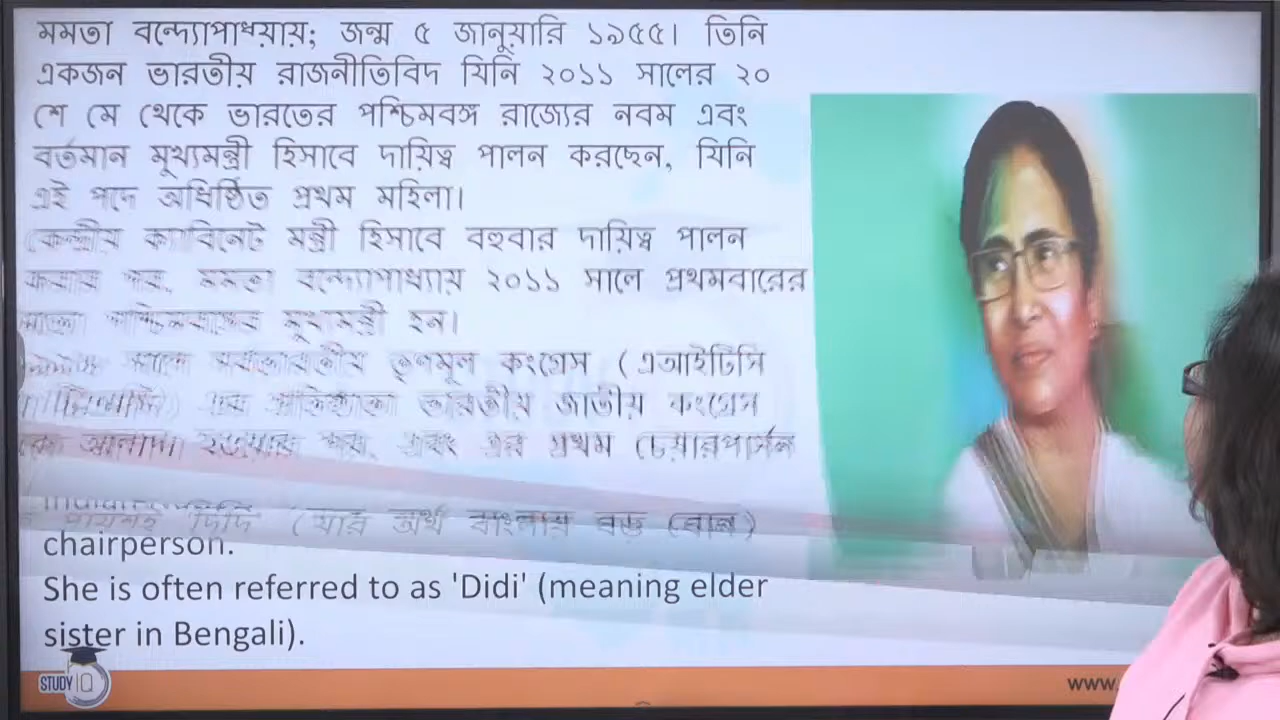 মমতা বন্দ্যোপাধ্যায়; জন্ম ৫ জানুয়ারি ১৯৫৫। তিনি
একজন ভারতীয় রাজনীতিবিদ যিনি ২০১১ সালের ২০
শে মে থেকে ভারতের পশ্চিমবঙ্গ রাজ্যের নবম এবং
বর্তমান মুখ্যমন্ত্রী হিসাবে দায়িত্ব পালন করছেন, যিনি
এই পদে অধিষ্ঠিত প্রথম মহিলা।
কেন্দ্রীয় ক্যাবিনেট মন্ত্রী হিসাবে বহুবার দায়িত্ব পালন
করার পর, মমতা বন্দ্যোপাধ্যায় ২০১১ সালে প্রথমবারের
পশ্চিমবঙ্গের মুখ্যমন্ত্রী হন।
সালে সর্বভারতীয় তৃণমূল কংগ্রেস (এআইটিসি
এর প্রতিষ্ঠাতা ভারতীয় জাতীয় কংগ্রেস
আলাদা হওয়ার পর, এবং এর প্রথম চেয়ারপার্সন
দিদি (যার অর্থ বাংলায় বড় বোন)
chairperson.
She is often referred to as 'Didi' (meaning elder
sister in Bengali).
STUDY IQ
www.